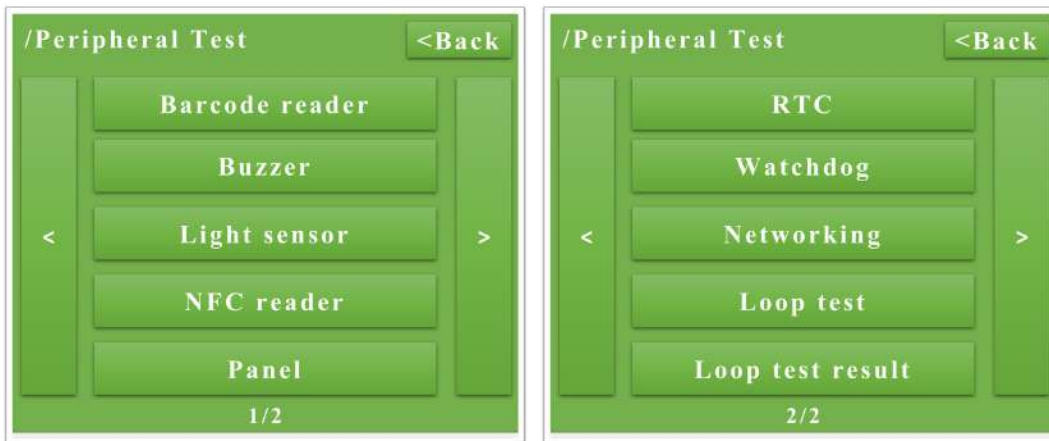 /Peripheral Test
<Back
Barcode reader
Buzzer
Light sensor
<
>
NFC reader
Panel
1/2
/Peripheral Test
<Back
RTC
Watchdog
Networking
<
>
Loop test
Loop test result
2/2